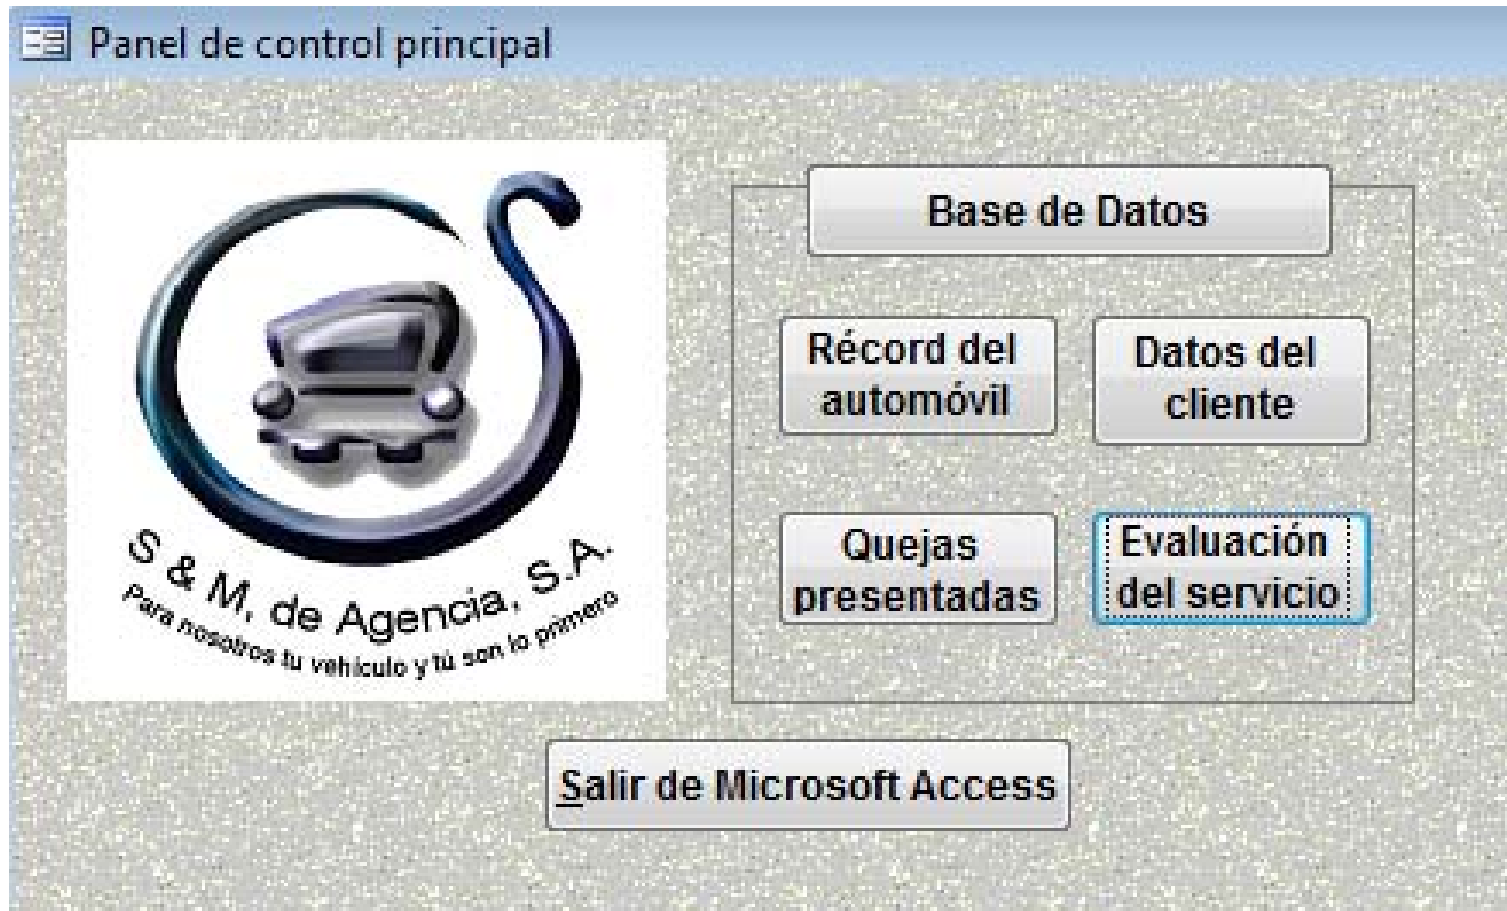 Panel de control principal
S & M, de Agencia, S.A.
Para nosotros tu vehículo y tú son lo primero
Base de Datos
Récord del
automóvil
Datos del
cliente
Quejas
presentadas
Evaluación
del servicio
Salir de Microsoft Access